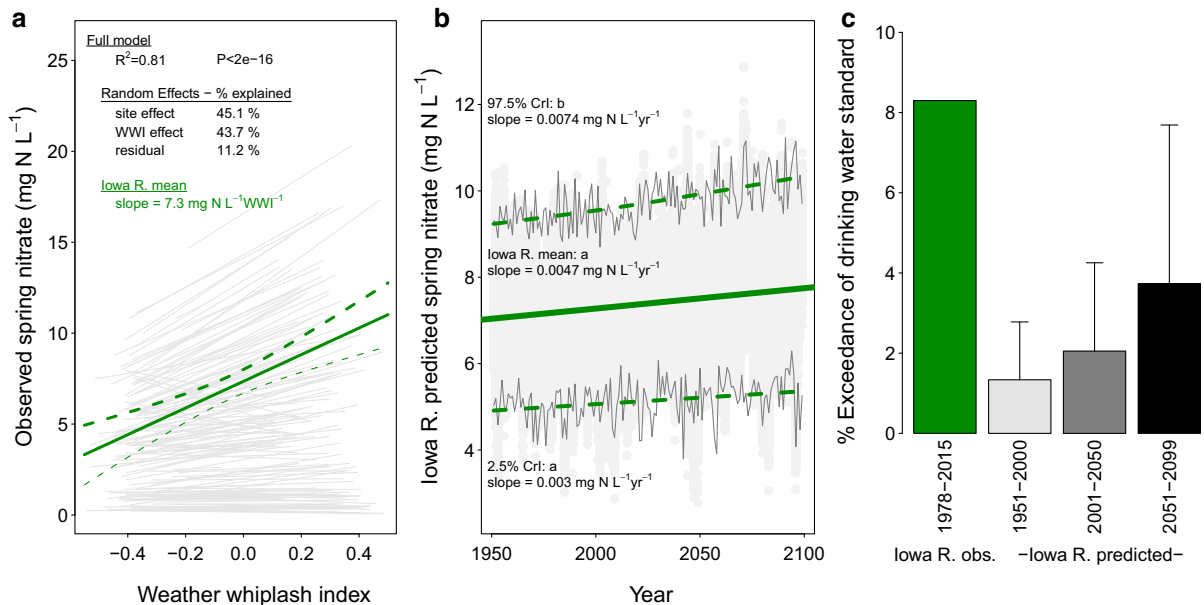 a
Full model
R²=0.81 P<2e−16
Random Effects − % explained
site effect 45.1 %
WWI effect 43.7 %
residual 11.2 %
Iowa R. mean
slope = 7.3 mg N L⁻¹WWI⁻¹
Observed spring nitrate (mg N L⁻¹)
25
20
15
10
5
0
−0.4 −0.2 0.0 0.2 0.4
Weather whiplash index
b
97.5% CrI: b
slope = 0.0074 mg N L⁻¹yr⁻¹
Iowa R. mean: a
slope = 0.0047 mg N L⁻¹yr⁻¹
2.5% CrI: a
slope = 0.003 mg N L⁻¹yr⁻¹
Iowa R. predicted spring nitrate (mg N L⁻¹)
12
10
8
6
4
1950 2000 2050 2100
Year
c
% Exceedance of drinking water standard
10
8
6
4
2
0
1978−2015
1951−2000
2001−2050
2051−2099
Iowa R. obs. −Iowa R. predicted−